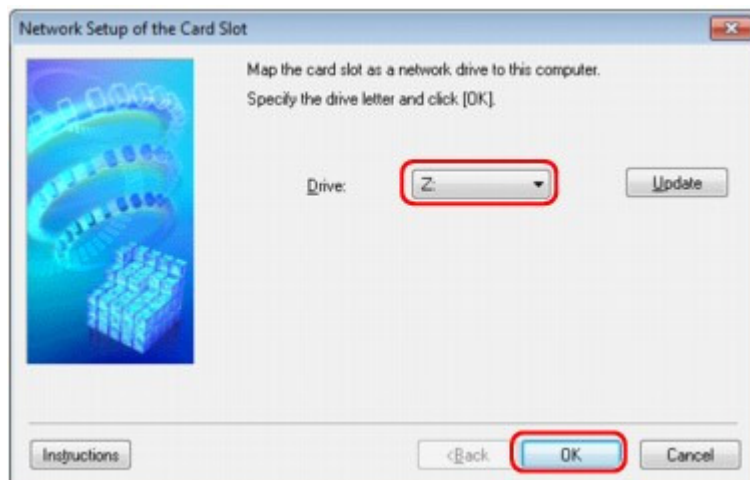 Network Setup of the Card Slot
Map the card slot as a network drive to this computer.
Specify the drive letter and click [OK].
Drive: Z: Update
Instructions <Back OK Cancel